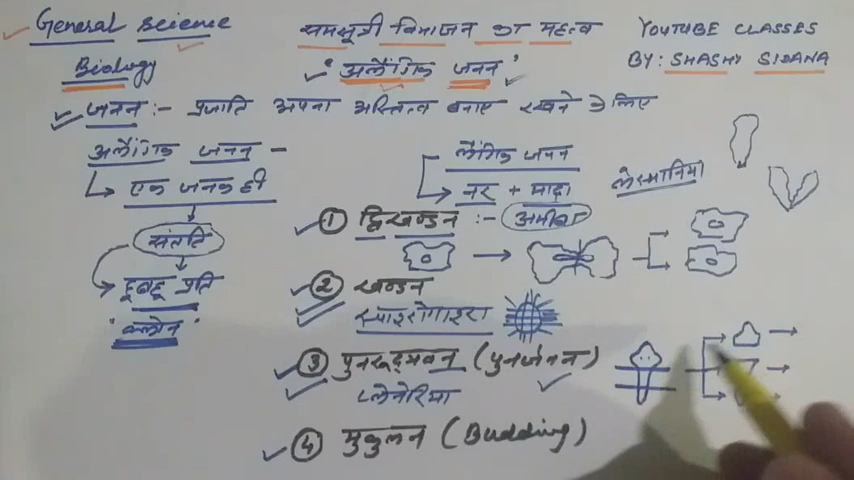 General Science
समसूत्री विभाजन का महत्व
YOUTUBE CLASSES
BY: SHASHI SIDANA
Biology
" अलैंगिक जनन "
जनन :- प्रजाति अपना अस्तित्व बनाए रखने के लिए
अलैंगिक जनन -
एक जनक ही
संतति
हूबहू प्रति
"क्लोन"
लैंगिक जनन
नर + मादा
लेस्मानिया
① द्विखण्डन :- अमीबा
② खण्डन
स्पाइरोगाइरा
③ पुनरूदभवन (पुनर्जनन)
प्लेनेरिया
④ मुकुलन (Budding)